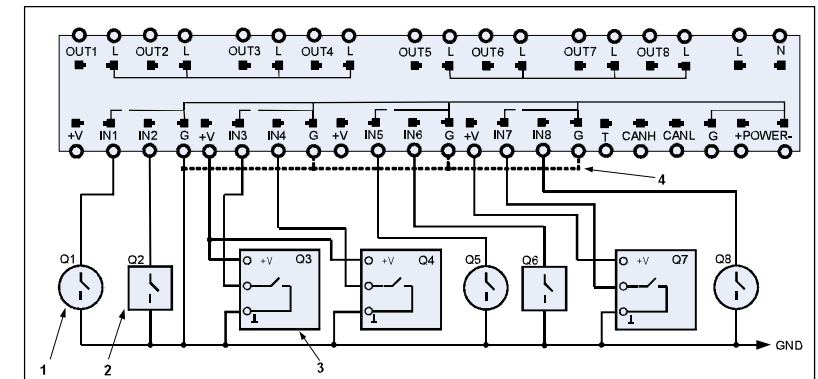 OUT1 L OUT2 L OUT3 L OUT4 L OUT5 L OUT6 L OUT7 L OUT8 L L N
+V IN1 IN2 G +V IN3 IN4 G +V IN5 IN6 G +V IN7 IN8 G T CANH CANL G +POWER-
4
Q1 Q2 +V Q3 +V Q4 Q5 Q6 +V Q7 Q8
GND
1 2 3